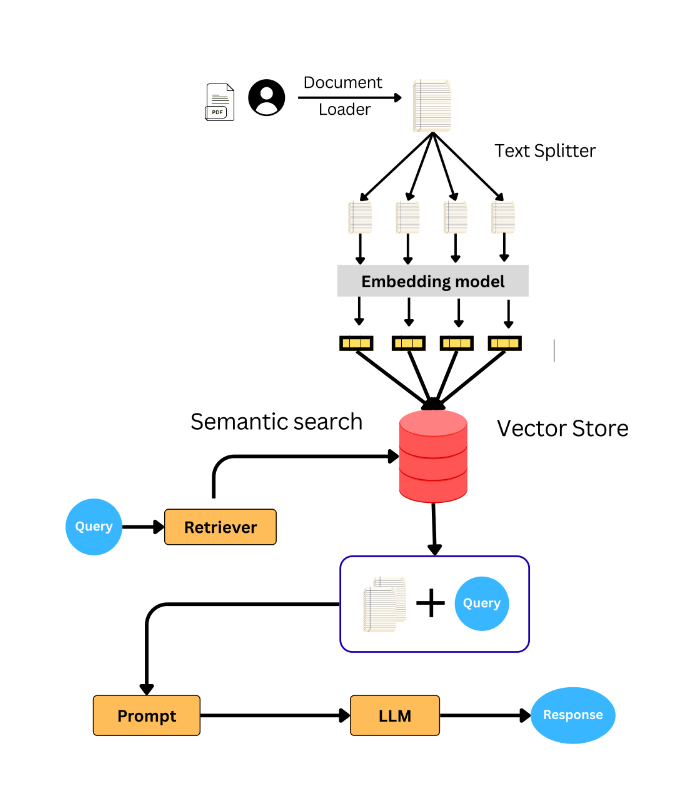 Document
Loader
PDF
Text Splitter
Embedding model
Semantic search
Vector Store
Query
Retriever
Query
Prompt
LLM
Response